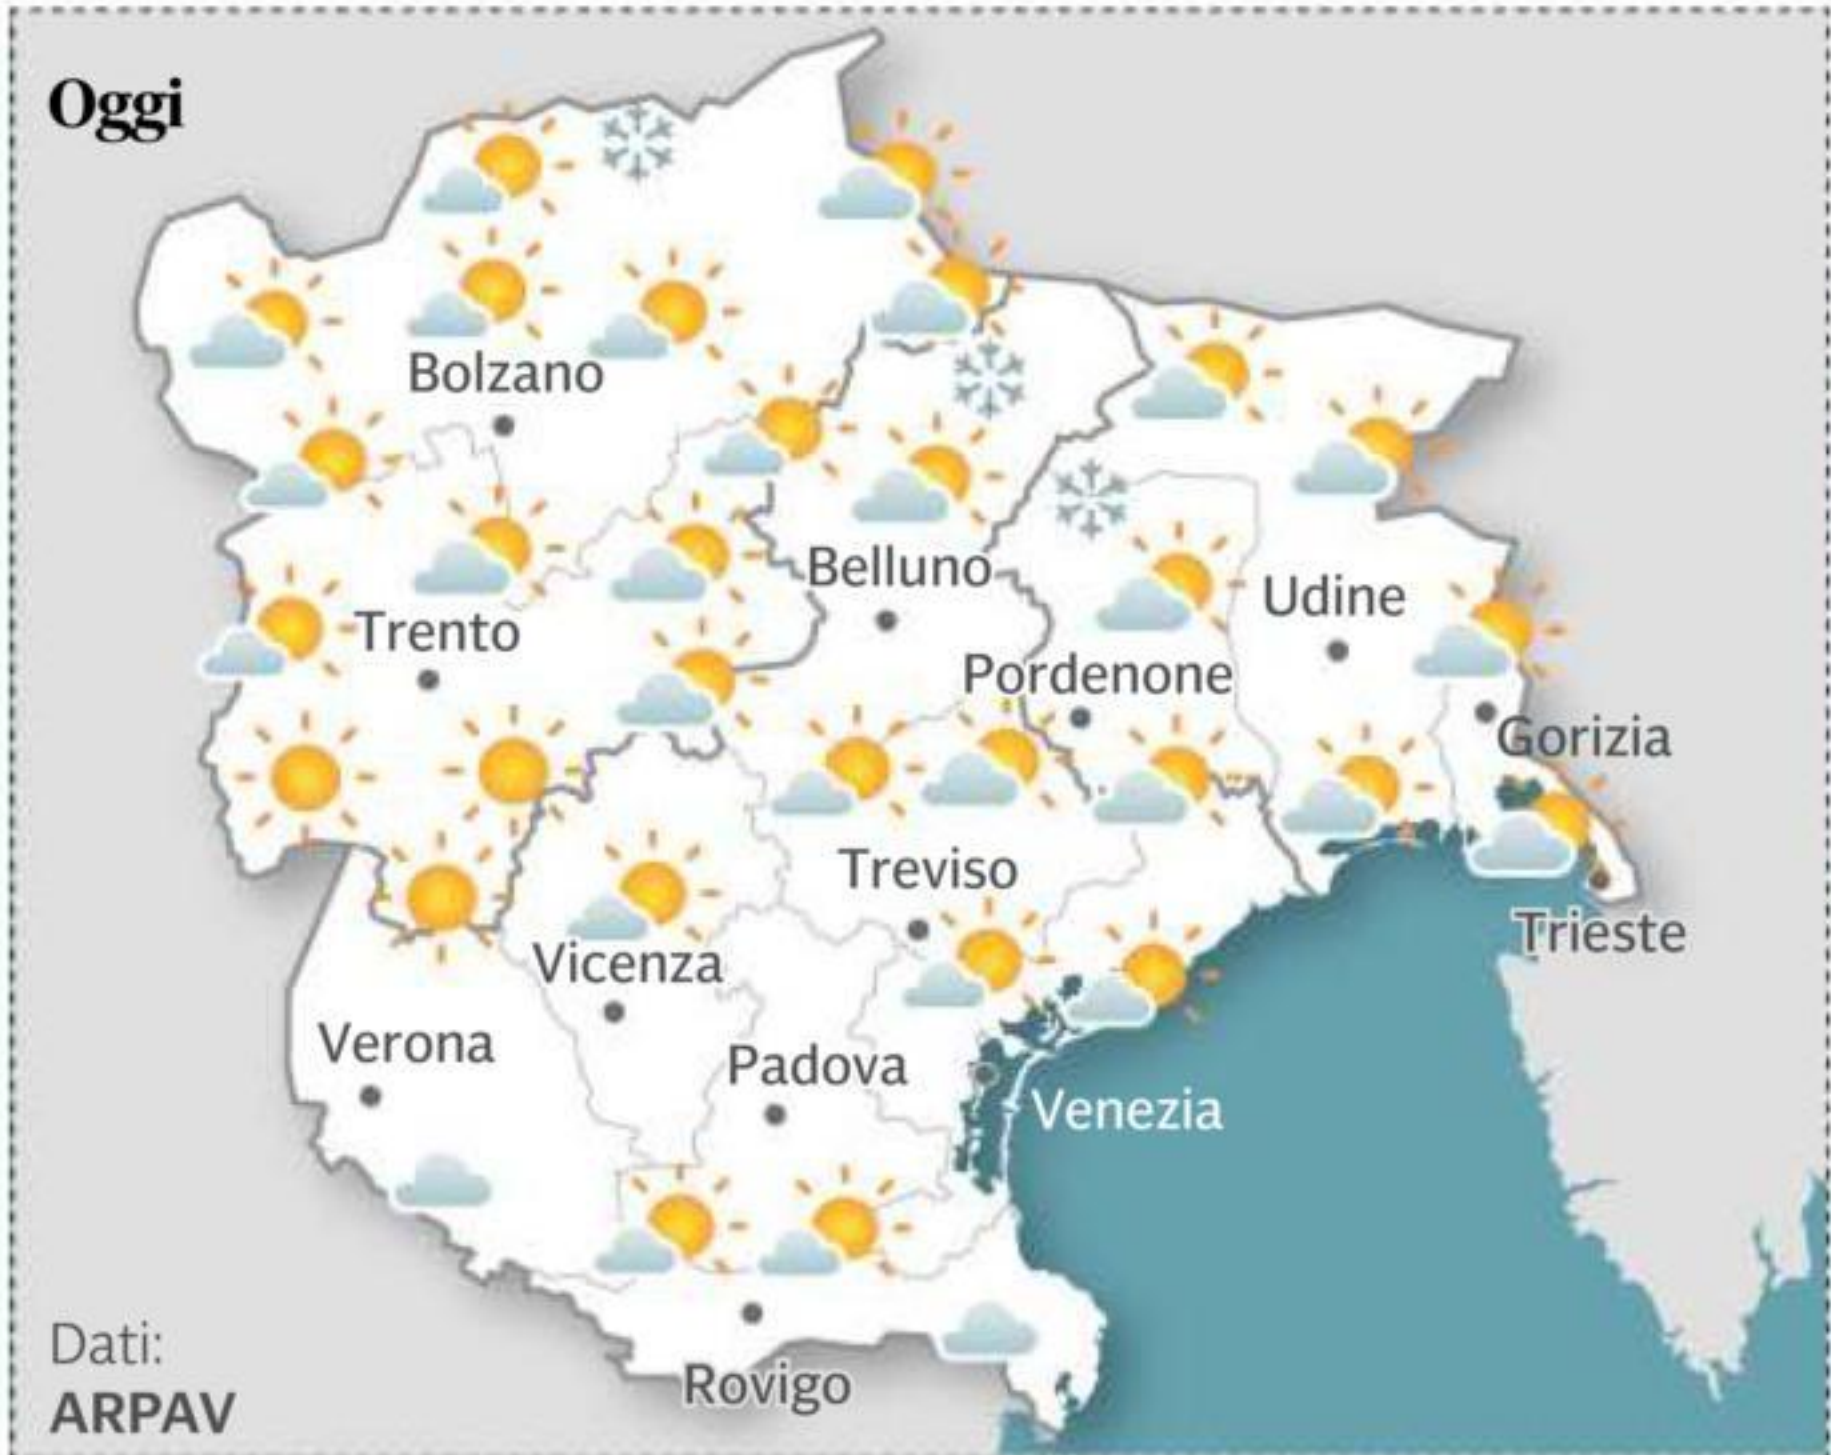 Oggi
Bolzano
Belluno
Udine
Trento
Pordenone
Gorizia
Treviso
Trieste
Vicenza
Verona
Padova
Venezia
Dati:
ARPAV
Rovigo